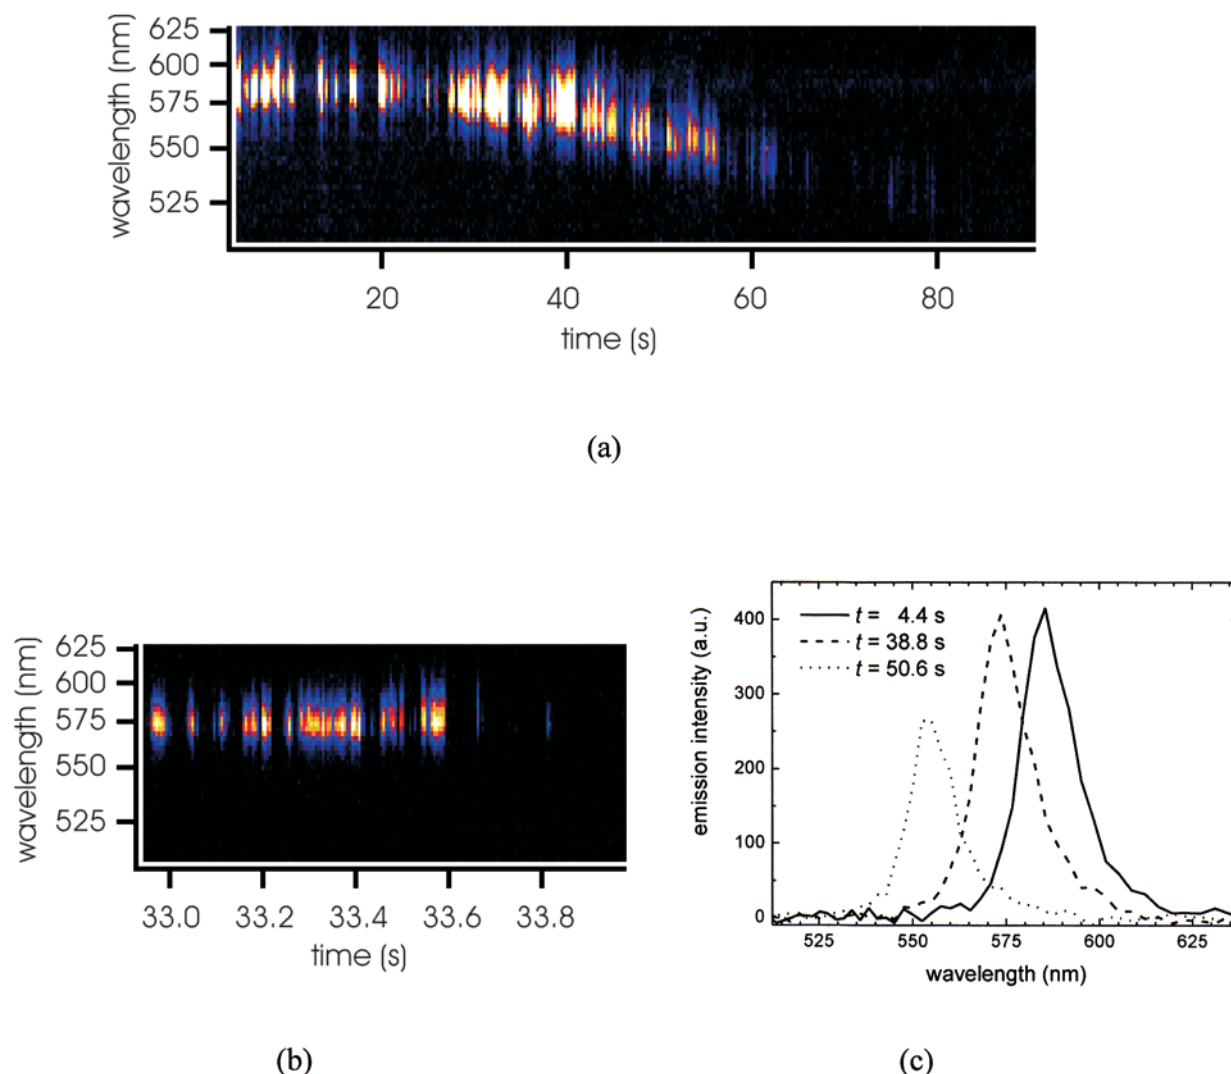 wavelength (nm)
625
600
575
550
525
20 40 60 80
time (s)
(a)
wavelength (nm)
625
600
575
550
525
33.0 33.2 33.4 33.6 33.8
time (s)
(b)
emission intensity (a.u.)
400
300
200
100
0
t = 4.4 s
t = 38.8 s
t = 50.6 s
525 550 575 600 625
wavelength (nm)
(c)